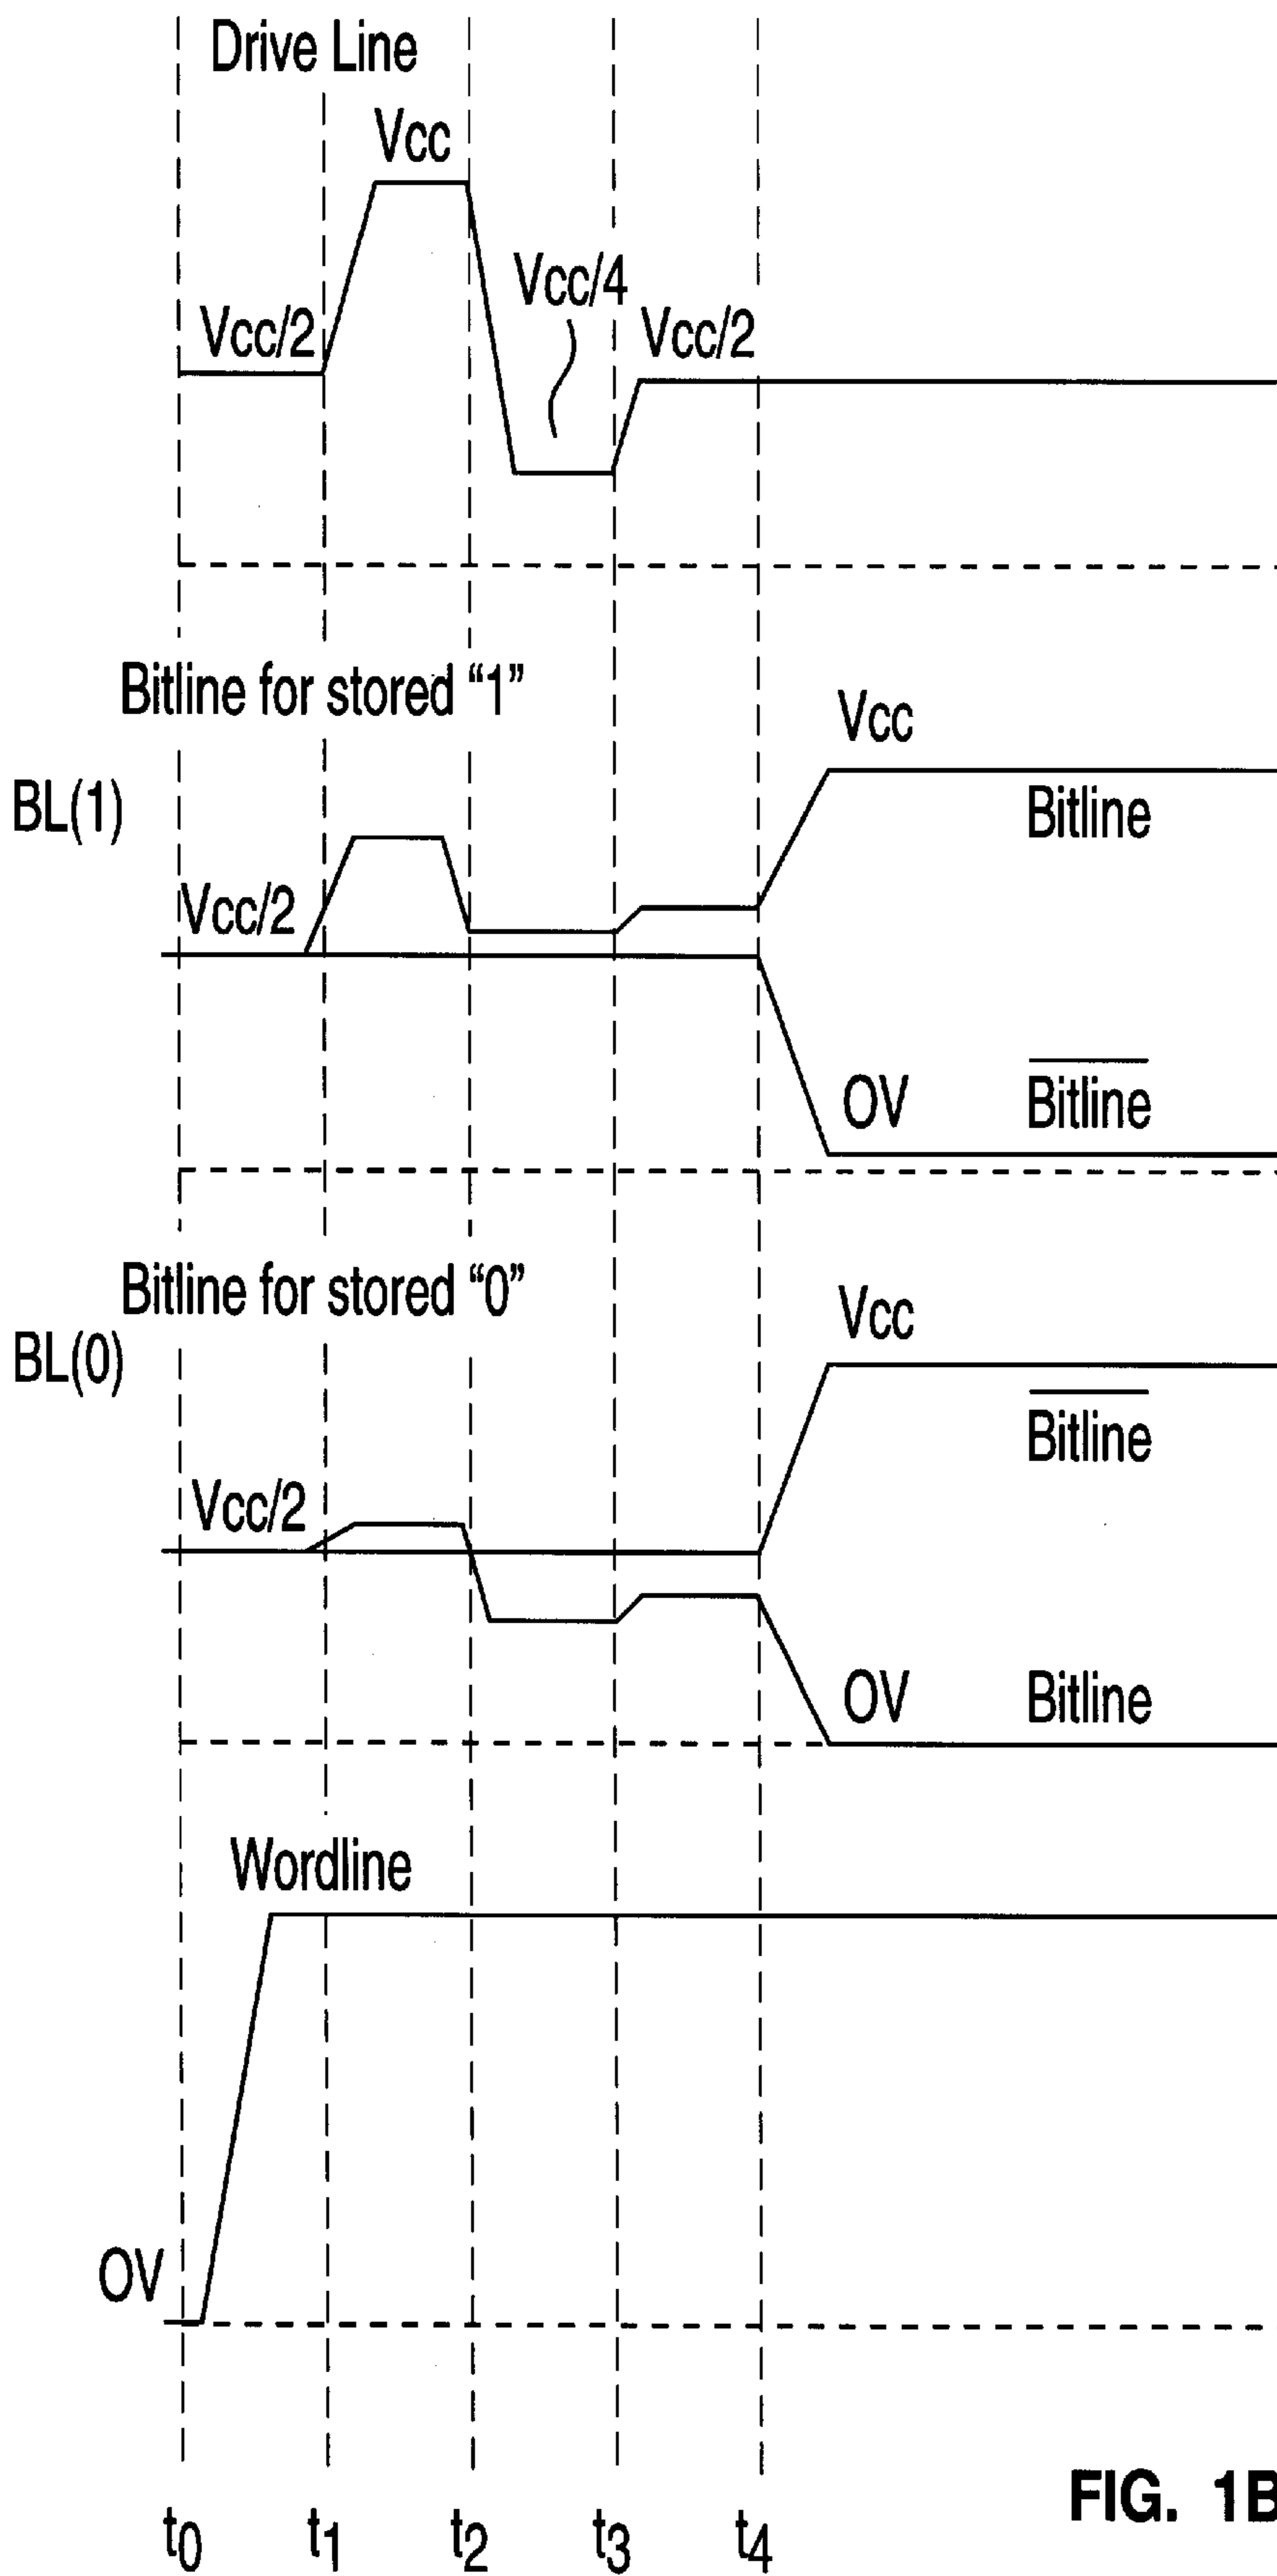 Drive Line
Vcc
Vcc/4
Vcc/2
Vcc/2
Bitline for stored “1”
Vcc
BL(1)
Bitline
Vcc/2
OV
Bitline
Bitline for stored “0”
Vcc
BL(0)
Bitline
Vcc/2
OV
Bitline
Wordline
OV
FIG. 1B
t0 t1 t2 t3 t4